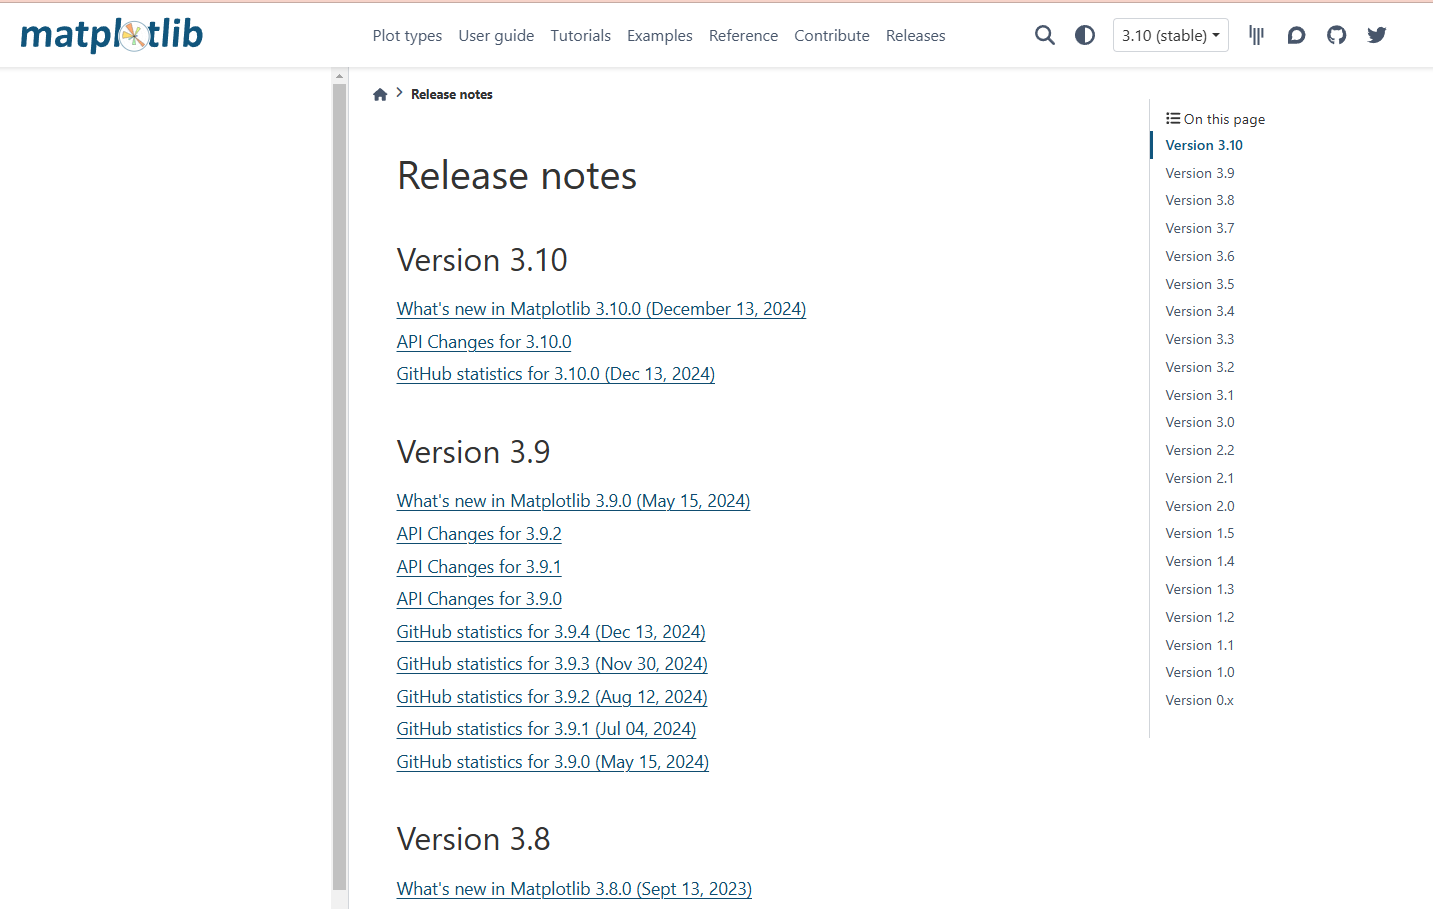 matplotlib
Plot types User guide Tutorials Examples Reference Contribute Releases
3.10 (stable)
Release notes
Release notes
Version 3.10
What's new in Matplotlib 3.10.0 (December 13, 2024)
API Changes for 3.10.0
GitHub statistics for 3.10.0 (Dec 13, 2024)
Version 3.9
What's new in Matplotlib 3.9.0 (May 15, 2024)
API Changes for 3.9.2
API Changes for 3.9.1
API Changes for 3.9.0
GitHub statistics for 3.9.4 (Dec 13, 2024)
GitHub statistics for 3.9.3 (Nov 30, 2024)
GitHub statistics for 3.9.2 (Aug 12, 2024)
GitHub statistics for 3.9.1 (Jul 04, 2024)
GitHub statistics for 3.9.0 (May 15, 2024)
Version 3.8
What's new in Matplotlib 3.8.0 (Sept 13, 2023)
On this page
Version 3.10
Version 3.9
Version 3.8
Version 3.7
Version 3.6
Version 3.5
Version 3.4
Version 3.3
Version 3.2
Version 3.1
Version 3.0
Version 2.2
Version 2.1
Version 2.0
Version 1.5
Version 1.4
Version 1.3
Version 1.2
Version 1.1
Version 1.0
Version 0.x